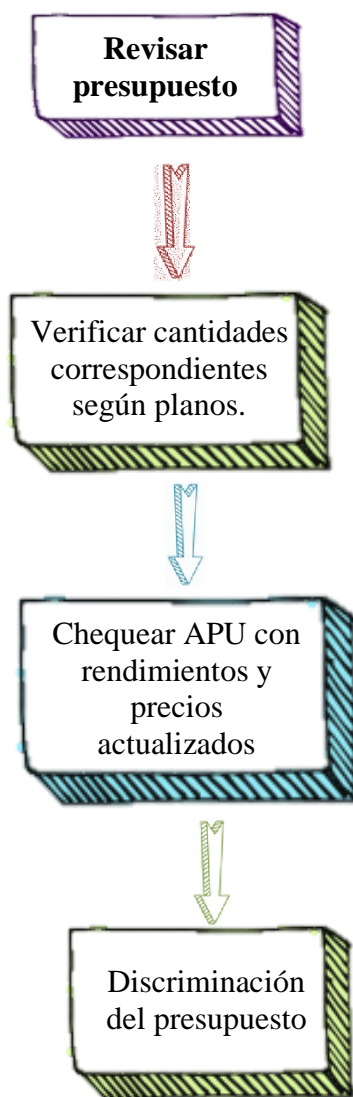 Revisar
presupuesto
Verificar cantidades
correspondientes
según planos.
Chequear APU con
rendimientos y
precios
actualizados
Discriminación
del presupuesto